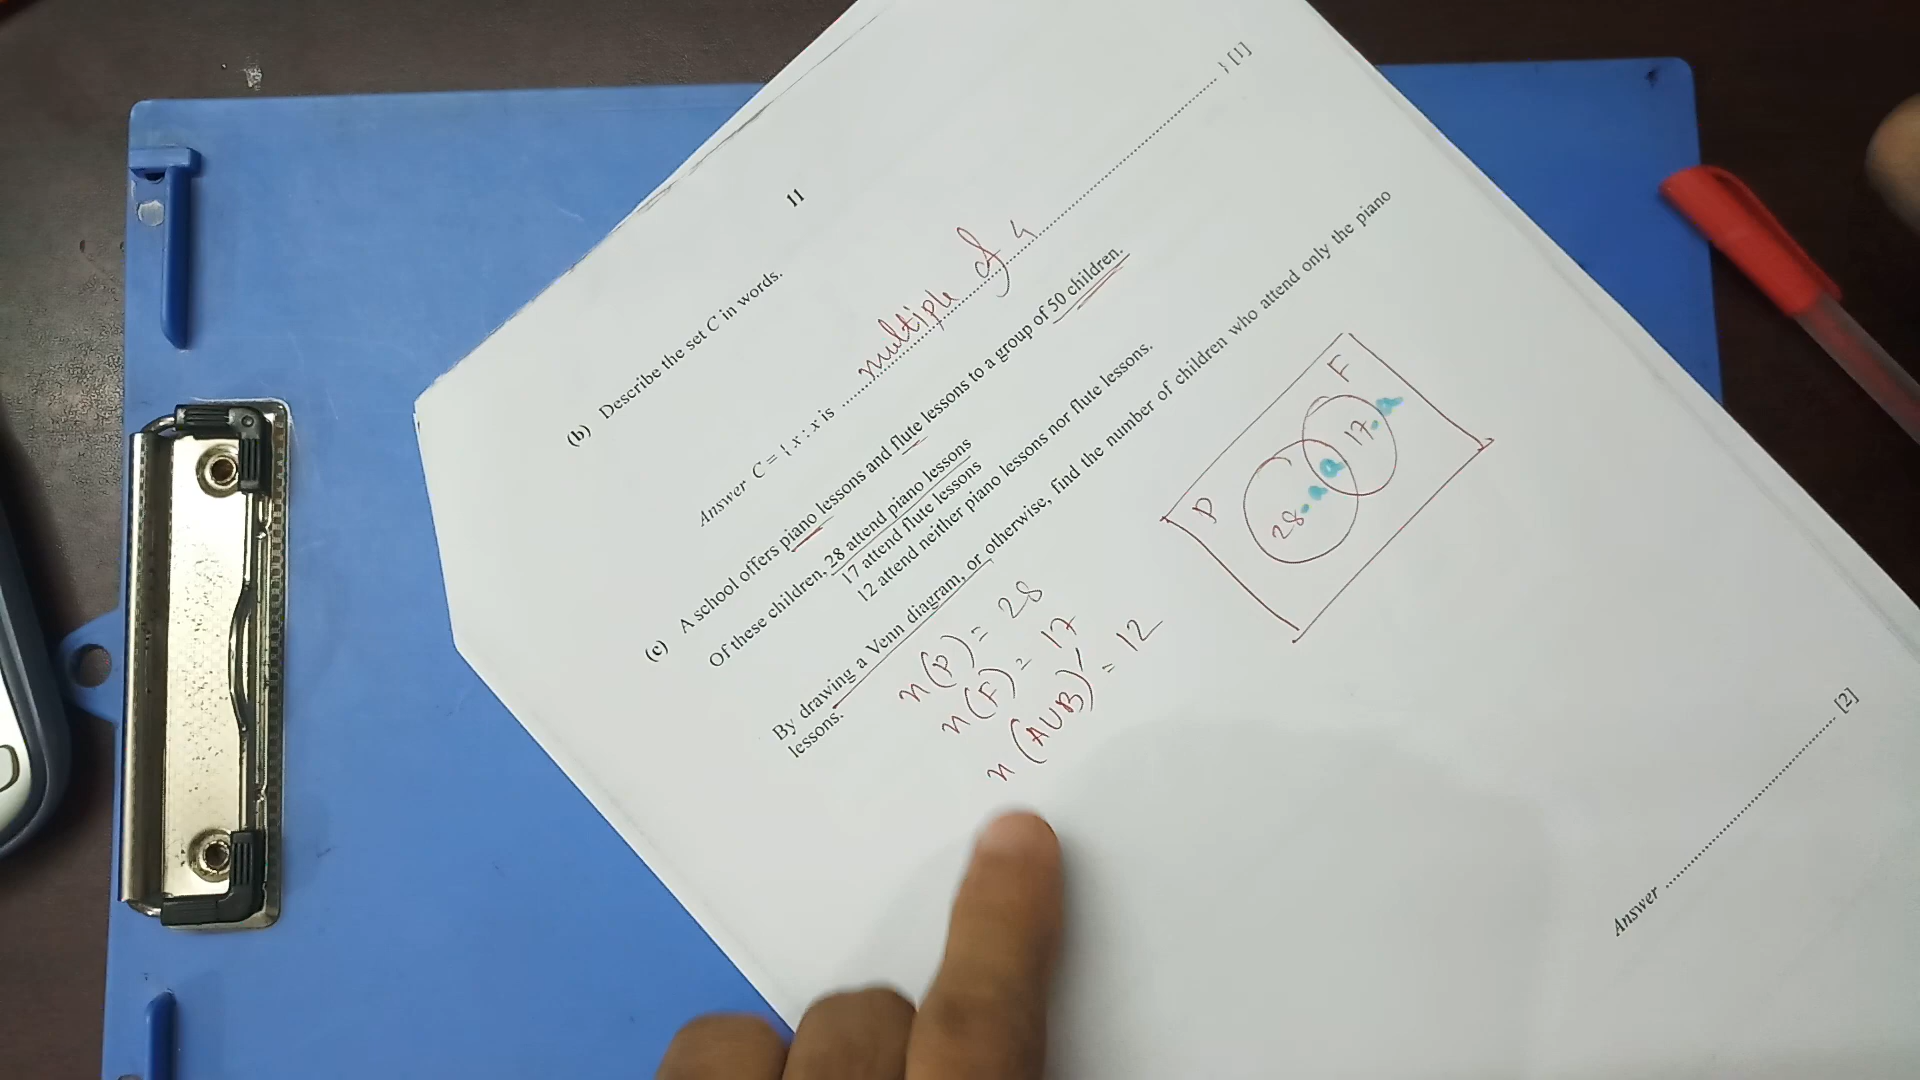 11
(b) Describe the set C in words.
Answer C = { x : x is multiple of 4 } [1]
(c) A school offers piano lessons and flute lessons to a group of 50 children.
Of these children, 28 attend piano lessons
17 attend flute lessons
12 attend neither piano lessons nor flute lessons.
By drawing a Venn diagram, or otherwise, find the number of children who attend only the piano
lessons.
n(P) = 28
n(F) = 17
n(AUB)' = 12
P F
28 17
Answer [2]